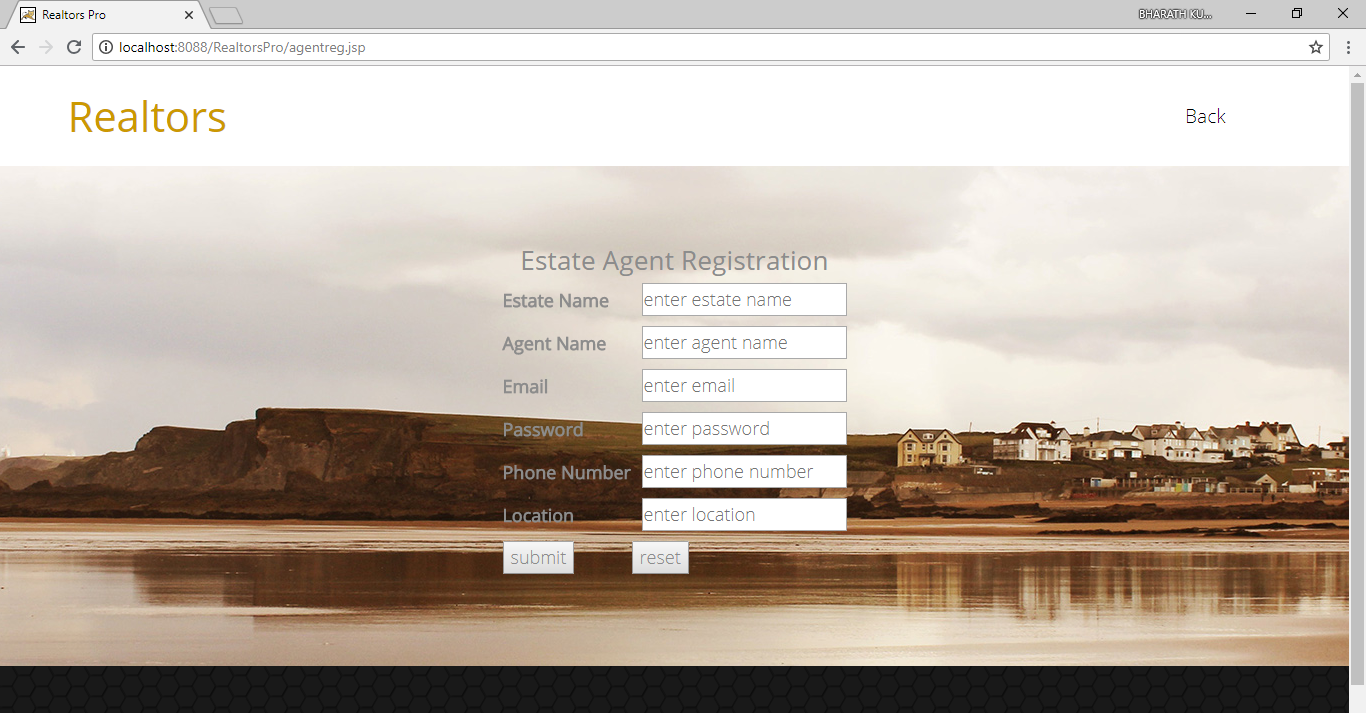 Realtors Pro
BHARATH KU...
localhost:8088/RealtorsPro/agentreg.jsp
Realtors
Back
Estate Agent Registration
Estate Name enter estate name
Agent Name enter agent name
Email enter email
Password enter password
Phone Number enter phone number
Location enter location
submit reset